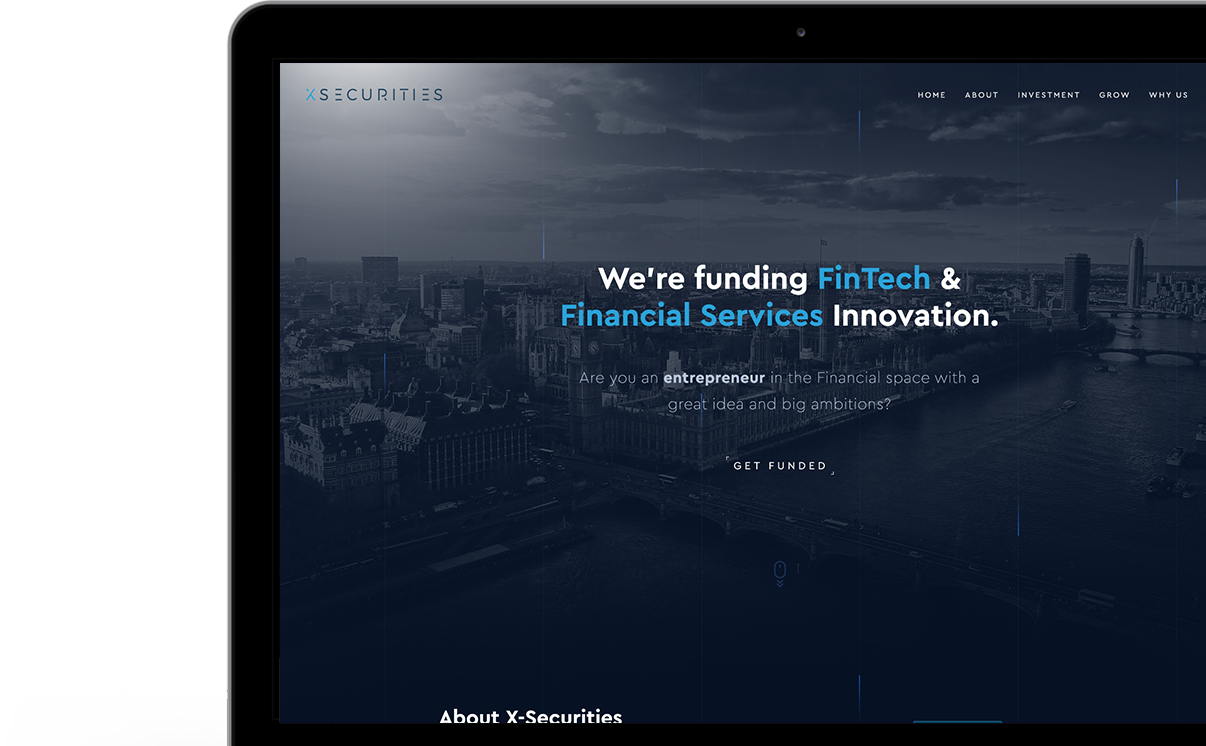 XSECURITIES
HOME ABOUT INVESTMENT GROW WHY US
We're funding FinTech &
Financial Services Innovation.
Are you an entrepreneur in the Financial space with a
great idea and big ambitions?
GET FUNDED
About X-Securities